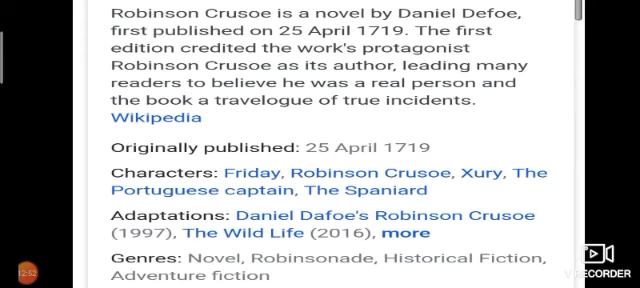 Robinson Crusoe is a novel by Daniel Defoe,
first published on 25 April 1719. The first
edition credited the work's protagonist
Robinson Crusoe as its author, leading many
readers to believe he was a real person and
the book a travelogue of true incidents.
Wikipedia
Originally published: 25 April 1719
Characters: Friday, Robinson Crusoe, Xury, The
Portuguese captain, The Spaniard
Adaptations: Daniel Dafoe's Robinson Crusoe
(1997), The Wild Life (2016), more
Genres: Novel, Robinsonade, Historical Fiction,
Adventure fiction
12:52
V RECORDER